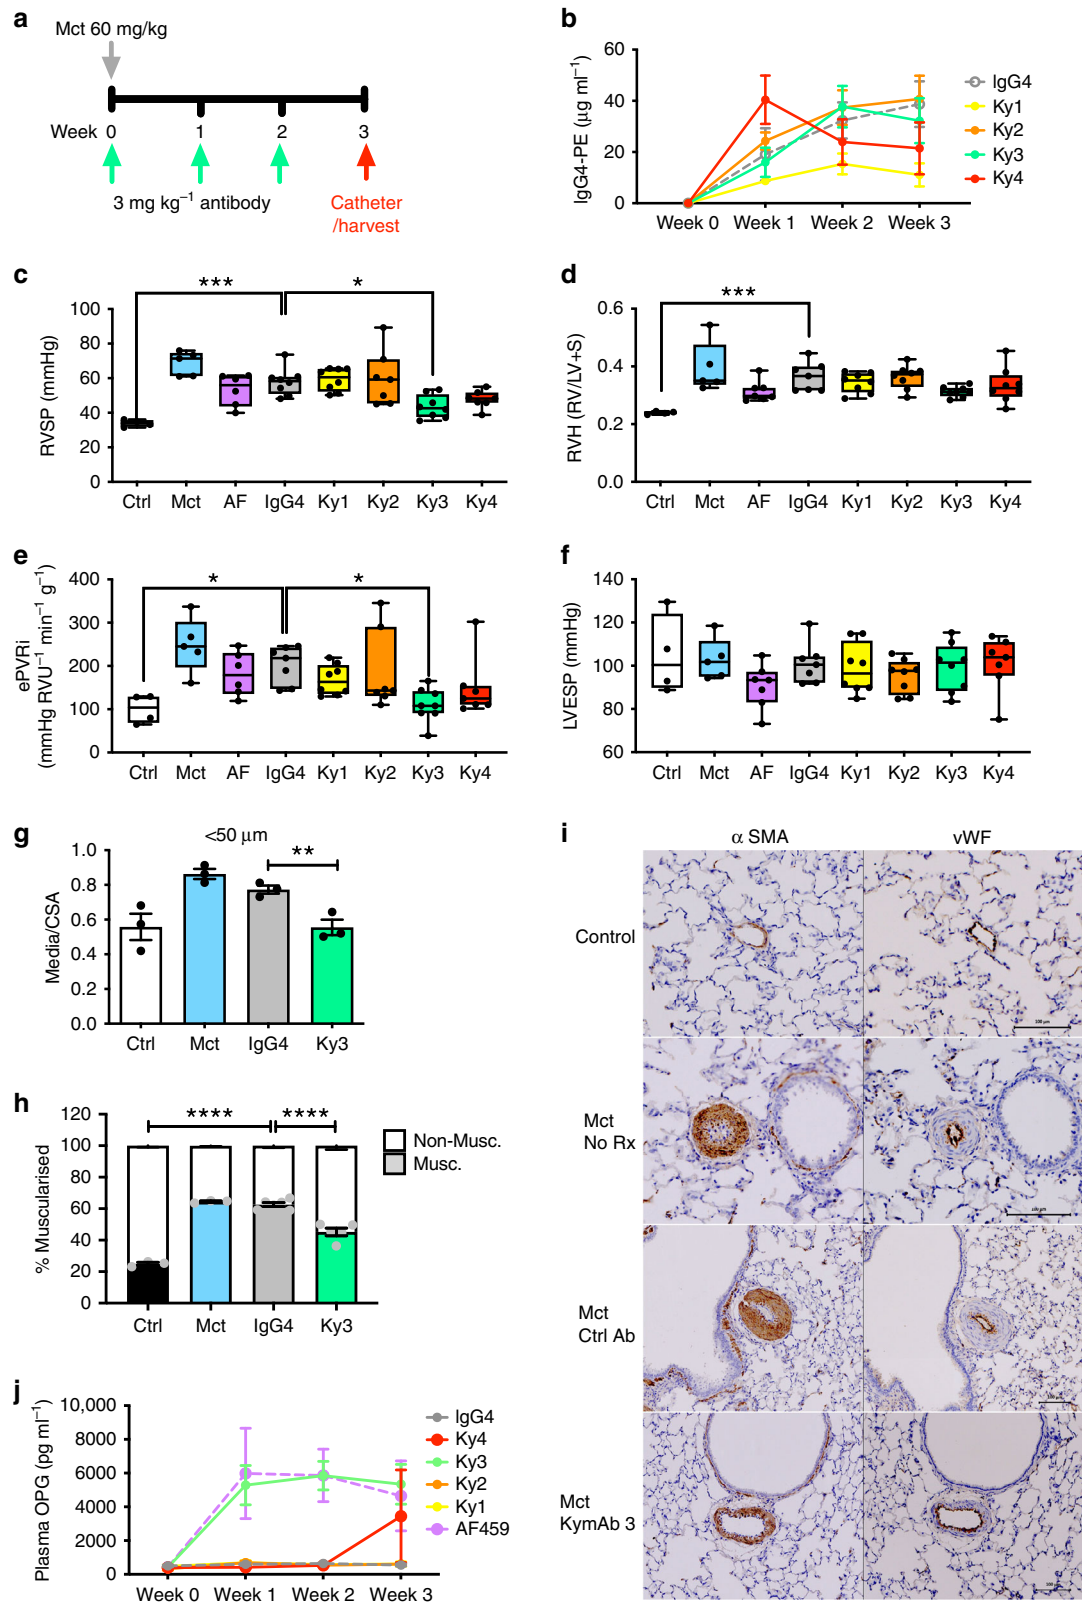 a
Mct 60 mg/kg
Week 0 1 2 3
3 mg kg⁻¹ antibody
Catheter
/harvest
b
IgG4-PE (µg ml⁻¹)
60
40
20
0
Week 0 Week 1 Week 2 Week 3
IgG4
Ky1
Ky2
Ky3
Ky4
c
*** *
RVSP (mmHg)
100
80
60
40
20
0
Ctrl Mct AF IgG4 Ky1 Ky2 Ky3 Ky4
d
***
RVH (RV/LV+S)
0.6
0.4
0.2
0.0
Ctrl Mct AF IgG4 Ky1 Ky2 Ky3 Ky4
e
* *
ePVRi
(mmHg RVU⁻¹ min⁻¹ g⁻¹)
400
300
200
100
0
Ctrl Mct AF IgG4 Ky1 Ky2 Ky3 Ky4
f
LVESP (mmHg)
140
120
100
80
60
Ctrl Mct AF IgG4 Ky1 Ky2 Ky3 Ky4
g
<50 µm
**
Media/CSA
1.0
0.8
0.6
0.4
0.2
0.0
Ctrl Mct IgG4 Ky3
h
**** ****
% Muscularised
120
100
80
60
40
20
0
Ctrl Mct IgG4 Ky3
Non-Musc.
Musc.
i
α SMA vWF
Control
100 µm
Mct
No Rx
100 µm
Mct
Ctrl Ab
100 µm
Mct
KymAb 3
100 µm
j
Plasma OPG (pg ml⁻¹)
10,000
8000
6000
4000
2000
0
Week 0 Week 1 Week 2 Week 3
IgG4
Ky4
Ky3
Ky2
Ky1
AF459